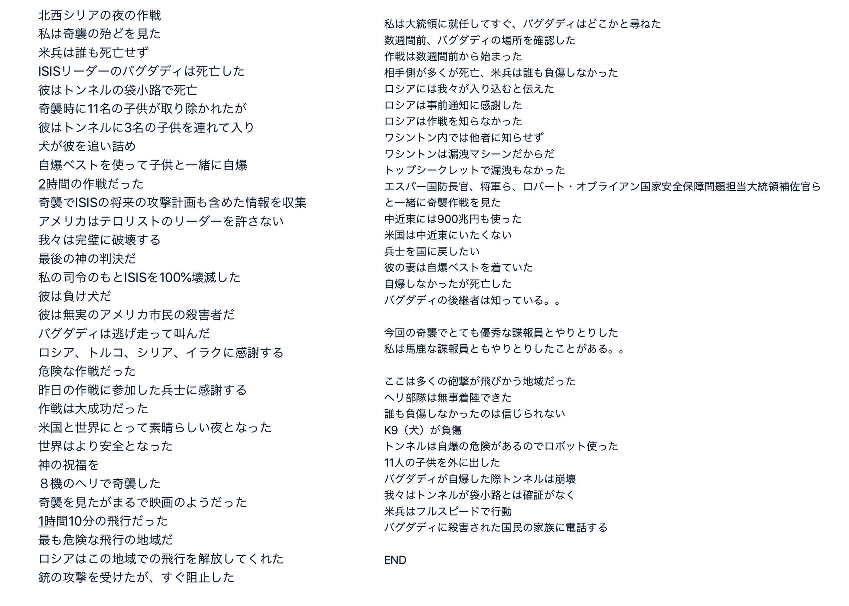 北西シリアの夜の作戦
私は奇襲の殆どを見た
米兵は誰も死亡せず
ISISリーダーのバグダディは死亡した
彼はトンネルの袋小路で死亡
奇襲時に11名の子供が取り除かれたが
彼はトンネルに3名の子供を連れて入り
犬が彼を追い詰め
自爆ベストを使って子供と一緒に自爆
2時間の作戦だった
奇襲でISISの将来の攻撃計画も含めた情報を収集
アメリカはテロリストのリーダーを許さない
我々は完璧に破壊する
最後の神の判決だ
私の司令のもとISISを100%壊滅した
彼は負け犬だ
彼は無実のアメリカ市民の殺害者だ
バグダディは逃げ走って叫んだ
ロシア、トルコ、シリア、イラクに感謝する
危険な作戦だった
昨日の作戦に参加した兵士に感謝する
作戦は大成功だった
米国と世界にとって素晴らしい夜となった
世界はより安全となった
神の祝福を
８機のヘリで奇襲した
奇襲を見たがまるで映画のようだった
1時間10分の飛行だった
最も危険な飛行の地域だ
ロシアはこの地域での飛行を解放してくれた
銃の攻撃を受けたが、すぐ阻止した
私は大統領に就任してすぐ、バグダディはどこかと尋ねた
数週間前、バグダディの場所を確認した
作戦は数週間前から始まった
相手側が多くが死亡、米兵は誰も負傷しなかった
ロシアには我々が入り込むと伝えた
ロシアは事前通知に感謝した
ロシアは作戦を知らなかった
ワシントン内では他者に知らせず
ワシントンは漏洩マシーンだからだ
トップシークレットで漏洩もなかった
エスパー国防長官、将軍ら、ロバート・オブライアン国家安全保障問題担当大統領補佐官ら
と一緒に奇襲作戦を見た
中近東には900兆円も使った
米国は中近東にいたくない
兵士を国に戻したい
彼の妻は自爆ベストを着ていた
自爆しなかったが死亡した
バグダディの後継者は知っている。。
今回の奇襲でとても優秀な諜報員とやりとりした
私は馬鹿な諜報員ともやりとりしたことがある。。
ここは多くの砲撃が飛びかう地域だった
ヘリ部隊は無事着陸できた
誰も負傷しなかったのは信じられない
K9（犬）が負傷
トンネルは自爆の危険があるのでロボット使った
11人の子供を外に出した
バグダディが自爆した際トンネルは崩壊
我々はトンネルが袋小路とは確証がなく
米兵はフルスピードで行動
バグダディに殺害された国民の家族に電話する
END